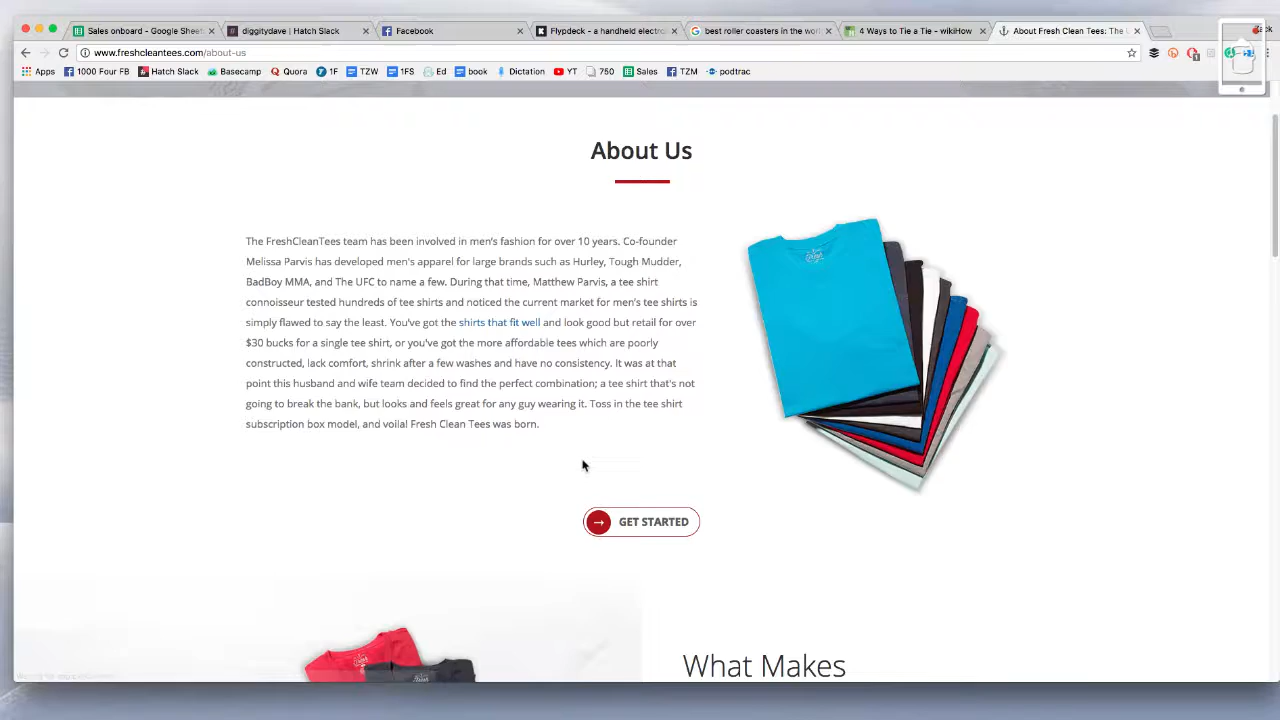 Sales onboard - Google Sheet
diggitydave | Hatch Slack
Facebook
Flypdeck - a handheld electro
best roller coasters in the wor
4 Ways to Tie a Tie - wikiHow
About Fresh Clean Tees: The C
www.freshcleantees.com/about-us
Apps 1000 Four FB Hatch Slack Basecamp Quora 1F TZW 1FS Ed book Dictation YT 750 Sales TZM podtrac
About Us
The FreshCleanTees team has been involved in men's fashion for over 10 years. Co-founder
Melissa Parvis has developed men's apparel for large brands such as Hurley, Tough Mudder,
BadBoy MMA, and The UFC to name a few. During that time, Matthew Parvis, a tee shirt
connoisseur tested hundreds of tee shirts and noticed the current market for men's tee shirts is
simply flawed to say the least. You've got the shirts that fit well and look good but retail for over
$30 bucks for a single tee shirt, or you've got the more affordable tees which are poorly
constructed, lack comfort, shrink after a few washes and have no consistency. It was at that
point this husband and wife team decided to find the perfect combination; a tee shirt that's not
going to break the bank, but looks and feels great for any guy wearing it. Toss in the tee shirt
subscription box model, and voila! Fresh Clean Tees was born.
GET STARTED
What Makes